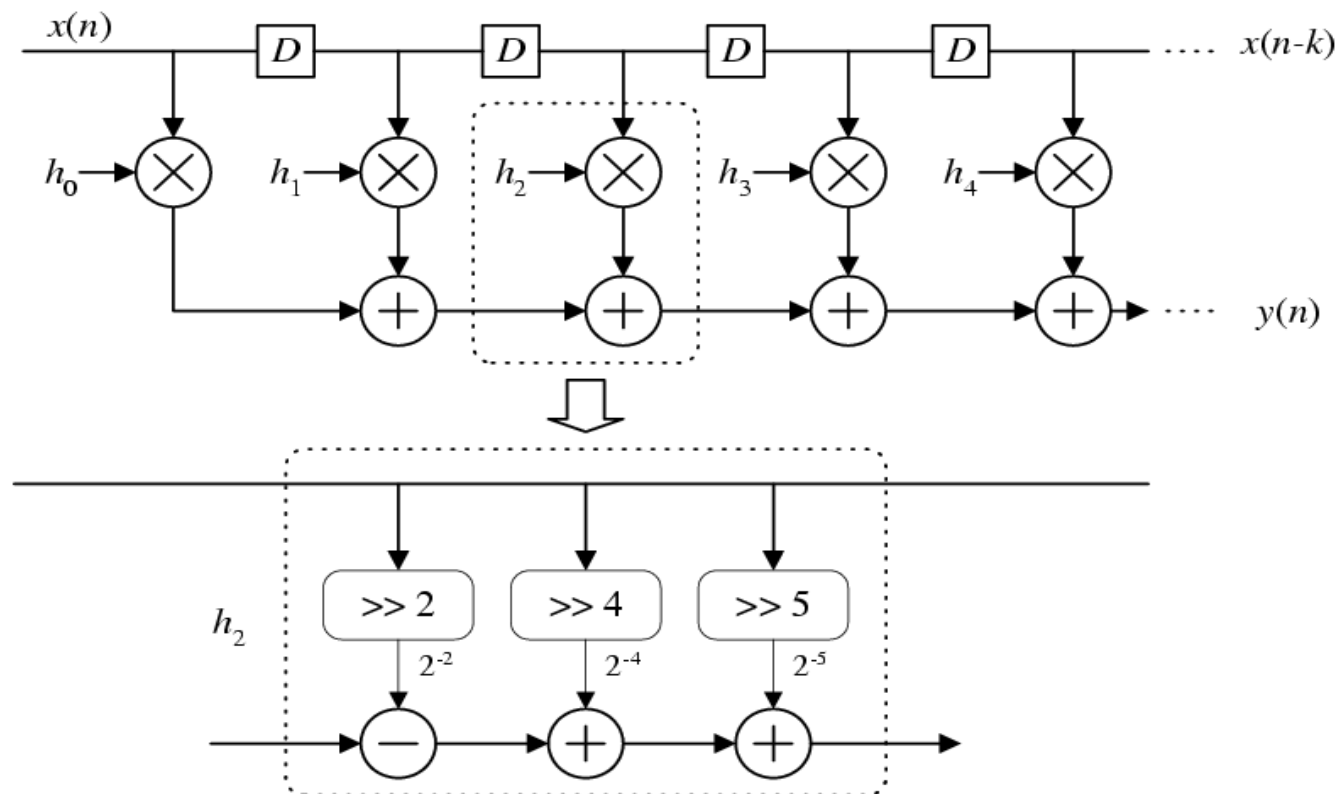 x(n) D D D D ···· x(n-k)
h₀ h₁ h₂ h₃ h₄
···· y(n)
>> 2 >> 4 >> 5
h₂
2⁻² 2⁻⁴ 2⁻⁵